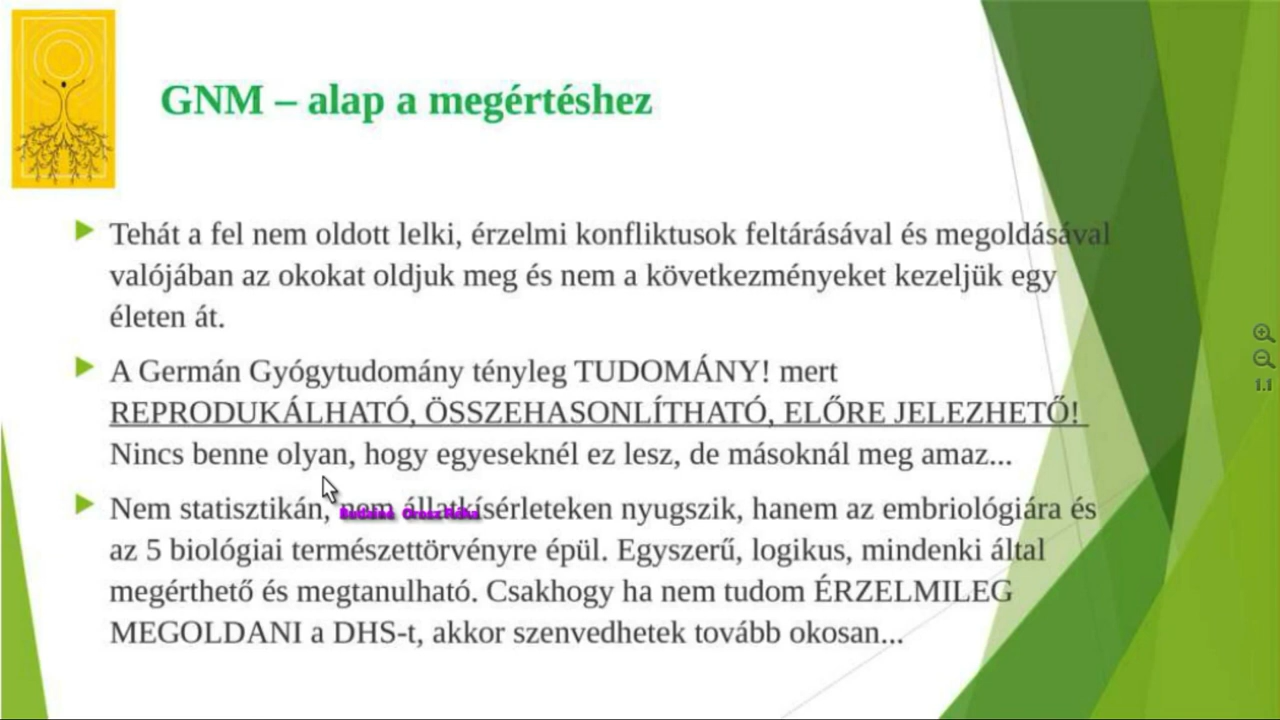 GNM – alap a megértéshez
Tehát a fel nem oldott lelki, érzelmi konfliktusok feltárásával és megoldásával
valójában az okokat oldjuk meg és nem a következményeket kezeljük egy
életen át.
A Germán Gyógytudomány tényleg TUDOMÁNY! mert
REPRODUKÁLHATÓ, ÖSSZEHASONLÍTHATÓ, ELŐRE JELEZHETŐ!
Nincs benne olyan, hogy egyeseknél ez lesz, de másoknál meg amaz...
Nem statisztikán, nem állatkísérleteken nyugszik, hanem az embriológiára és
az 5 biológiai természettörvényre épül. Egyszerű, logikus, mindenki által
megérthető és megtanulható. Csakhogy ha nem tudom ÉRZELMILEG
MEGOLDANI a DHS-t, akkor szenvedhetek tovább okosan...
1.1